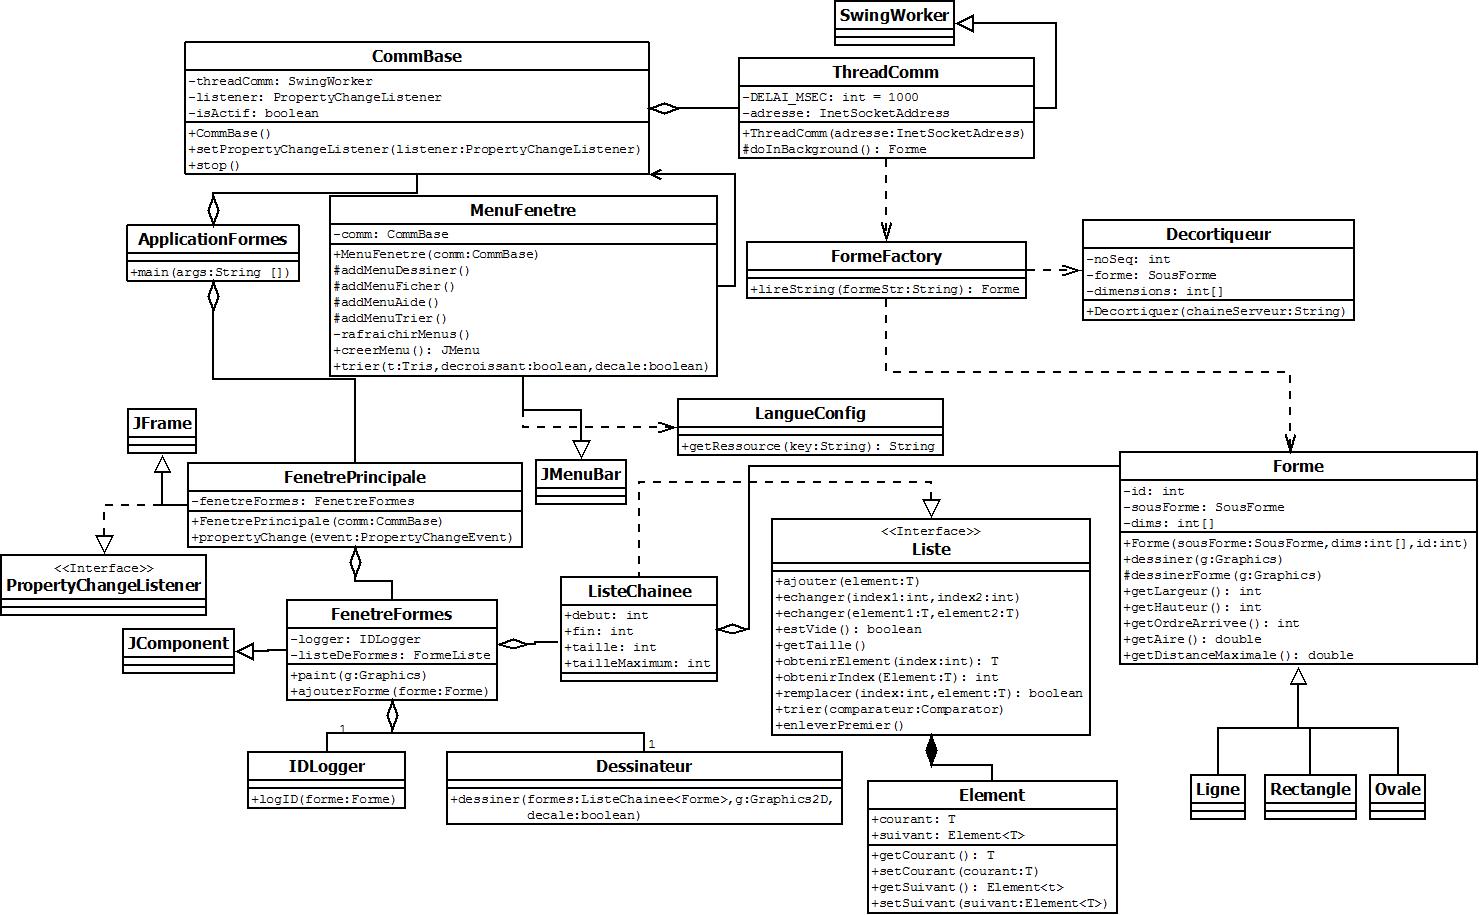 SwingWorker
CommBase
-threadComm: SwingWorker
-listener: PropertyChangeListener
-isActif: boolean
+CommBase()
+setPropertyChangeListener(listener:PropertyChangeListener)
+stop()
ThreadComm
-DELAI_MSEC: int = 1000
-adresse: InetSocketAddress
+ThreadComm(adresse:InetSocketAdress)
#doInBackground(): Forme
ApplicationFormes
+main(args:String [])
MenuFenetre
-comm: CommBase
+MenuFenetre(comm:CommBase)
#addMenuDessiner()
#addMenuFicher()
#addMenuAide()
#addMenuTrier()
-rafraichirMenus()
+creerMenu(): JMenu
+trier(t:Tris,decroissant:boolean,decale:boolean)
FormeFactory
+lireString(formeStr:String): Forme
Decortiqueur
-noSeq: int
-forme: SousForme
-dimensions: int[]
+Decortiquer(chaineServeur:String)
JFrame
LangueConfig
+getRessource(key:String): String
JMenuBar
FenetrePrincipale
-fenetreFormes: FenetreFormes
+FenetrePrincipale(comm:CommBase)
+propertyChange(event:PropertyChangeEvent)
Forme
-id: int
-sousForme: SousForme
-dims: int[]
+Forme(sousForme:SousForme,dims:int[],id:int)
+dessiner(g:Graphics)
#dessinerForme(g:Graphics)
+getLargeur(): int
+getHauteur(): int
+getOrdreArrivee(): int
+getAire(): double
+getDistanceMaximale(): double
<<Interface>>
PropertyChangeListener
<<Interface>>
Liste
+ajouter(element:T)
+echanger(index1:int,index2:int)
+echanger(element1:T,element2:T)
+estVide(): boolean
+getTaille()
+obtenirElement(index:int): T
+obtenirIndex(Element:T): int
+remplacer(index:int,element:T): boolean
+trier(comparateur:Comparator)
+enleverPremier()
ListeChainee
+debut: int
+fin: int
+taille: int
+tailleMaximum: int
JComponent
FenetreFormes
-logger: IDLogger
-listeDeFormes: FormeListe
+paint(g:Graphics)
+ajouterForme(forme:Forme)
1
1
IDLogger
+logID(forme:Forme)
Dessinateur
+dessiner(formes:ListeChainee<Forme>,g:Graphics2D,
decale:boolean)
Element
+courant: T
+suivant: Element<T>
+getCourant(): T
+setCourant(courant:T)
+getSuivant(): Element<t>
+setSuivant(suivant:Element<T>)
Ligne
Rectangle
Ovale